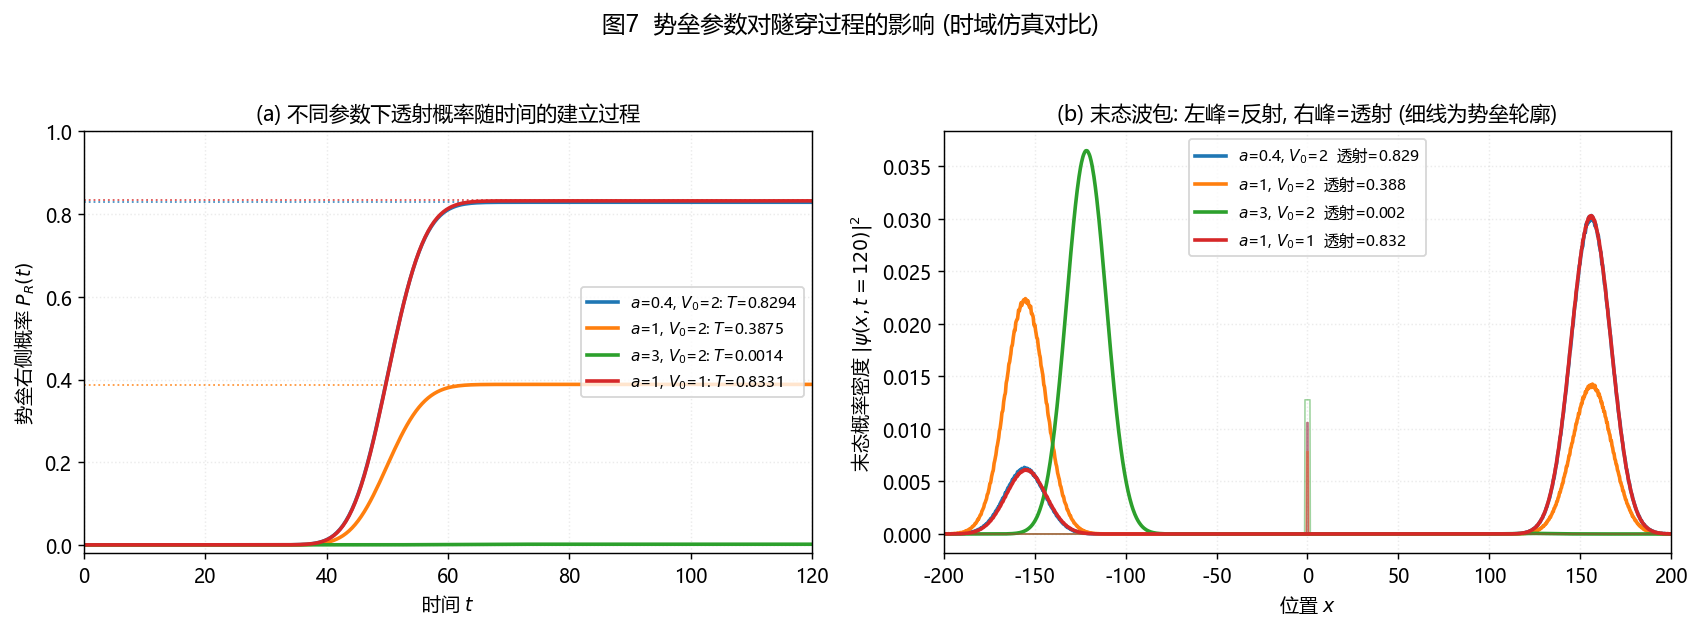 图7  势垒参数对隧穿过程的影响 (时域仿真对比)
(a) 不同参数下透射概率随时间的建立过程
势垒右侧概率 P_R(t)
1.0
0.8
0.6
0.4
0.2
0.0
a=0.4, V₀=2: T=0.8294
a=1, V₀=2: T=0.3875
a=3, V₀=2: T=0.0014
a=1, V₀=1: T=0.8331
0 20 40 60 80 100 120
时间 t
(b) 末态波包: 左峰=反射, 右峰=透射 (细线为势垒轮廓)
末态概率密度 |ψ(x, t = 120)|²
0.035
0.030
0.025
0.020
0.015
0.010
0.005
0.000
a=0.4, V₀=2  透射=0.829
a=1, V₀=2  透射=0.388
a=3, V₀=2  透射=0.002
a=1, V₀=1  透射=0.832
-200 -150 -100 -50 0 50 100 150 200
位置 x